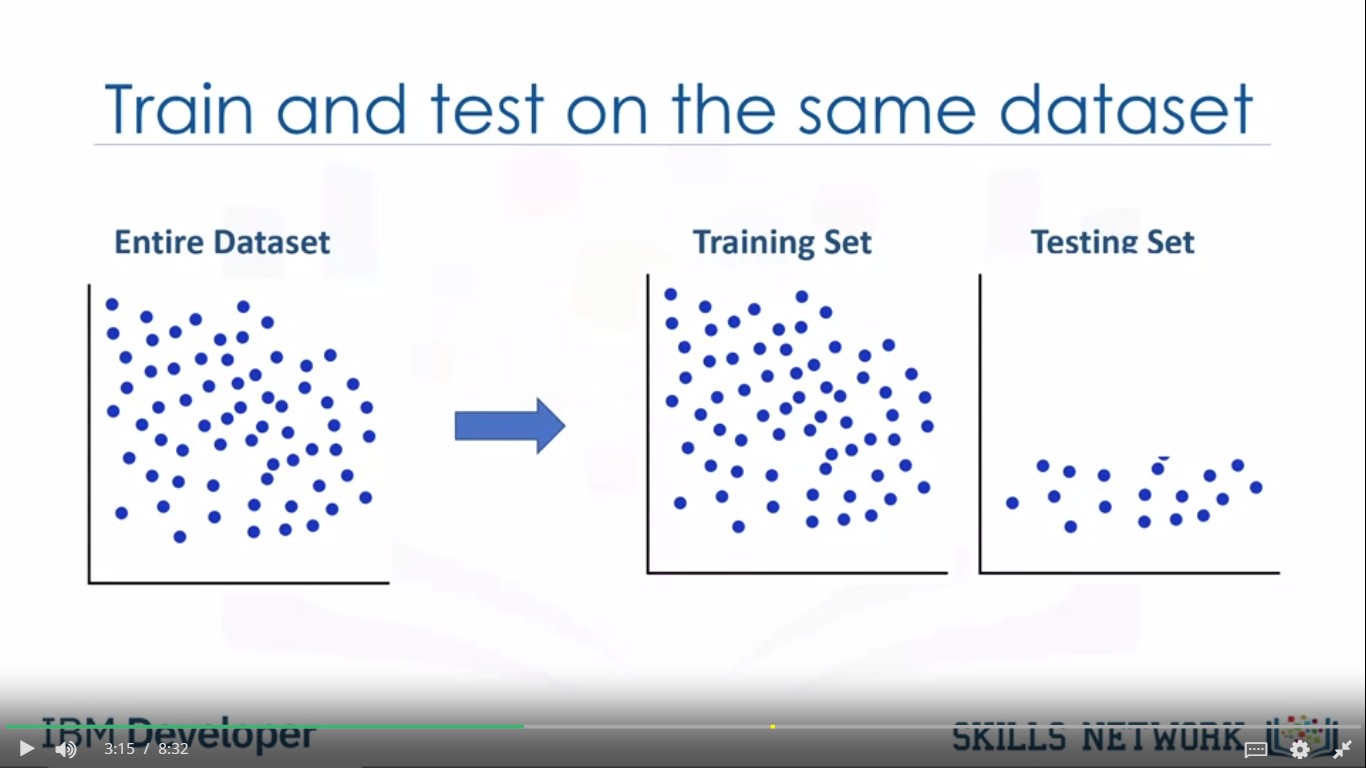 Train and test on the same dataset
Entire Dataset
Training Set
Testing Set
IBM Developer
SKILLS NETWORK
3:15 / 8:32